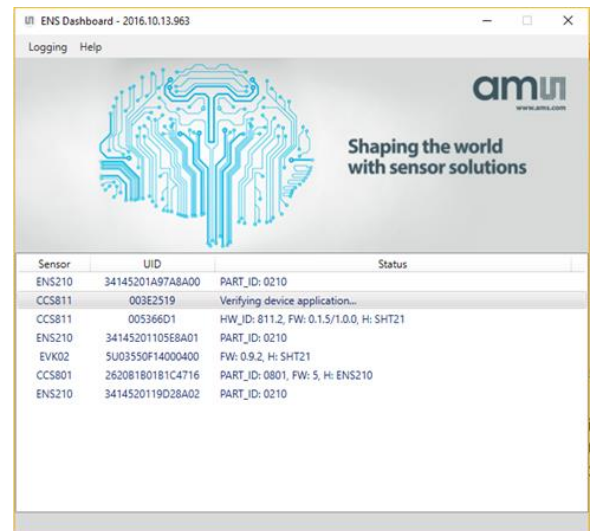 ENS Dashboard - 2016.10.13.963
Logging Help
amu
www.ams.com
Shaping the world
with sensor solutions
Sensor UID Status
ENS210 34145201A97A8A00 PART_ID: 0210
CCS811 003E2519 Verifying device application...
CCS811 005366D1 HW_ID: 811.2, FW: 0.1.5/1.0.0, H: SHT21
ENS210 34145201105E8A01 PART_ID: 0210
EVK02 5U03550F14000400 FW: 0.9.2, H: SHT21
CCS801 2620B1B01B1C4716 PART_ID: 0801, FW: 5, H: ENS210
ENS210 3414520119D28A02 PART_ID: 0210